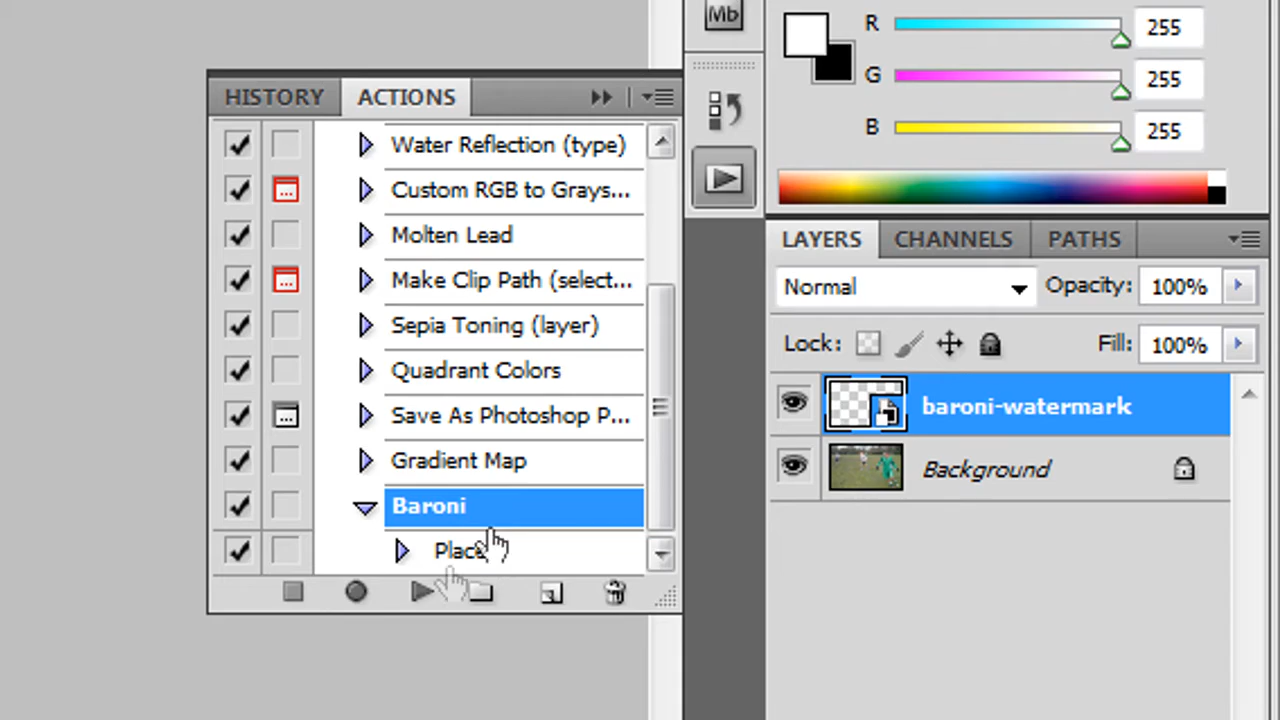 Mb
R 255
G 255
B 255
HISTORY ACTIONS
Water Reflection (type)
Custom RGB to Grays...
Molten Lead
Make Clip Path (select...
Sepia Toning (layer)
Quadrant Colors
Save As Photoshop P...
Gradient Map
Baroni
Place
LAYERS CHANNELS PATHS
Normal Opacity: 100%
Lock: Fill: 100%
baroni-watermark
Background